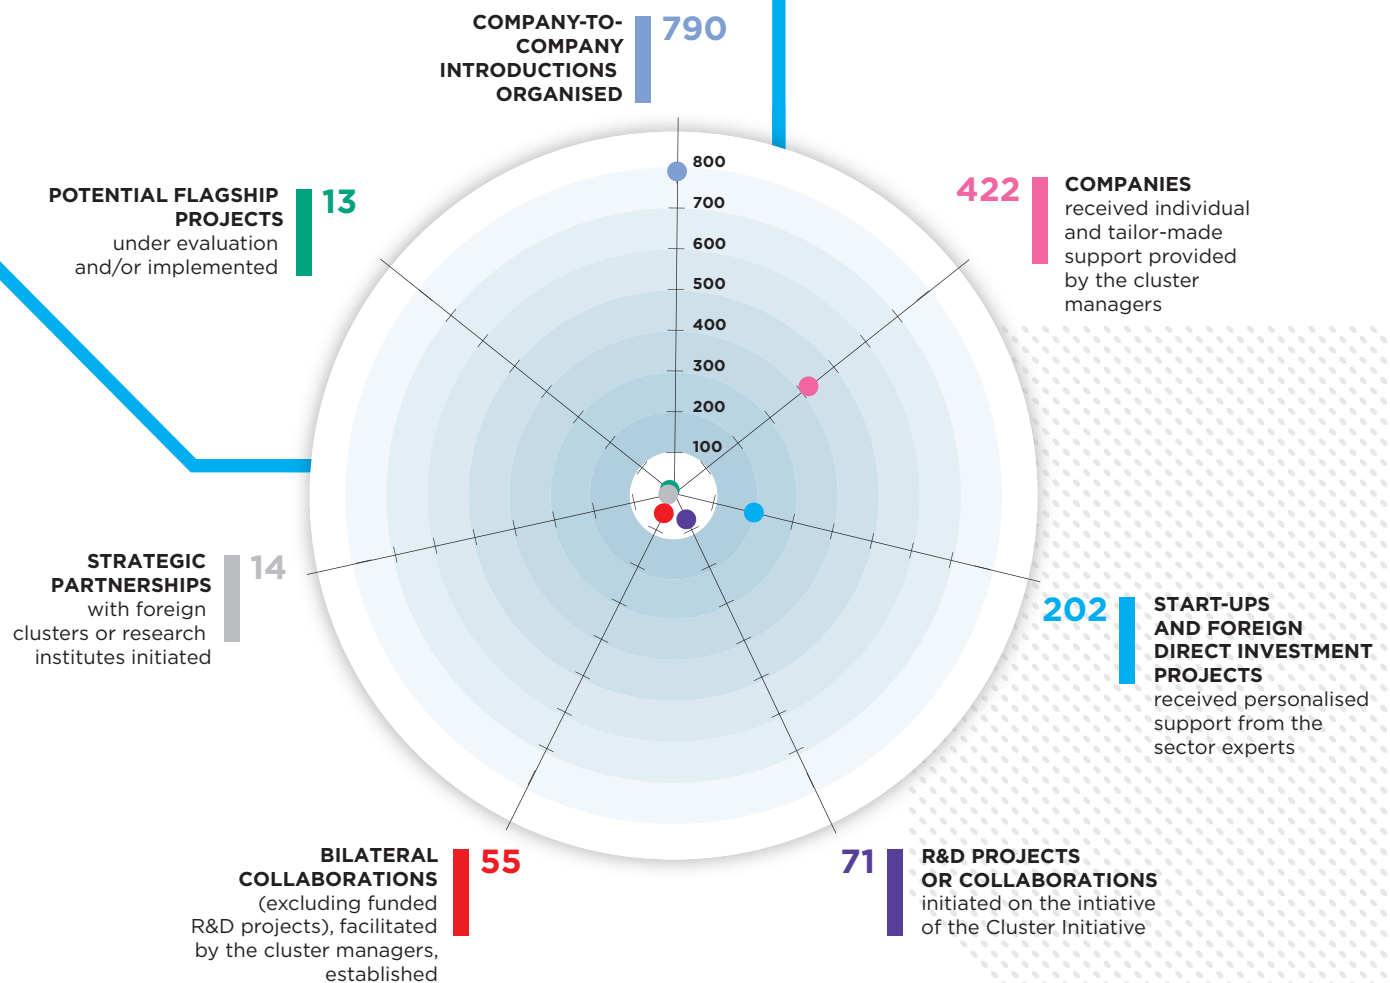 COMPANY-TO-
COMPANY
INTRODUCTIONS
ORGANISED
790
POTENTIAL FLAGSHIP
PROJECTS
under evaluation
and/or implemented
13
422
COMPANIES
received individual
and tailor-made
support provided
by the cluster
managers
800
700
600
500
400
300
200
100
STRATEGIC
PARTNERSHIPS
with foreign
clusters or research
institutes initiated
14
202
START-UPS
AND FOREIGN
DIRECT INVESTMENT
PROJECTS
received personalised
support from the
sector experts
BILATERAL
COLLABORATIONS
(excluding funded
R&D projects), facilitated
by the cluster managers,
established
55
71
R&D PROJECTS
OR COLLABORATIONS
initiated on the intiative
of the Cluster Initiative